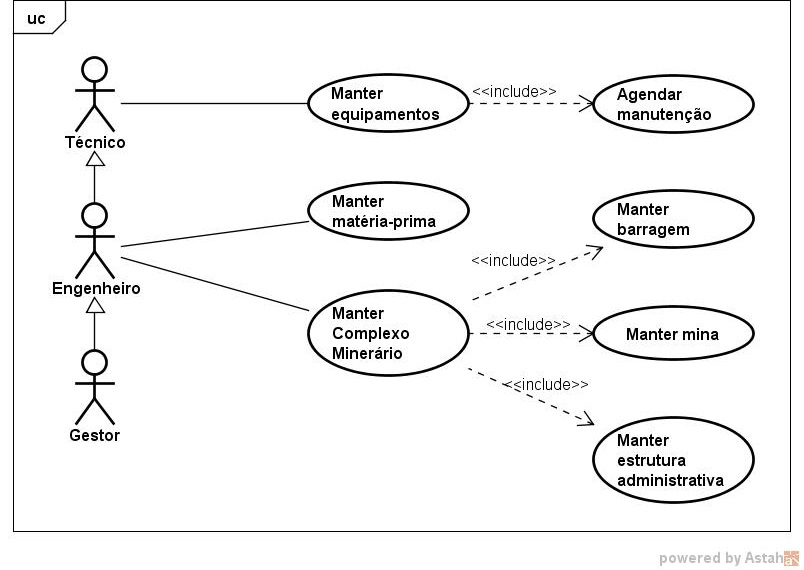 uc
Técnico
Manter
equipamentos
<<include>>
Agendar
manutenção
Engenheiro
Manter
matéria-prima
Manter
Complexo
Minerário
<<include>>
Manter
barragem
<<include>>
Manter mina
<<include>>
Manter
estrutura
administrativa
Gestor
powered by Astah